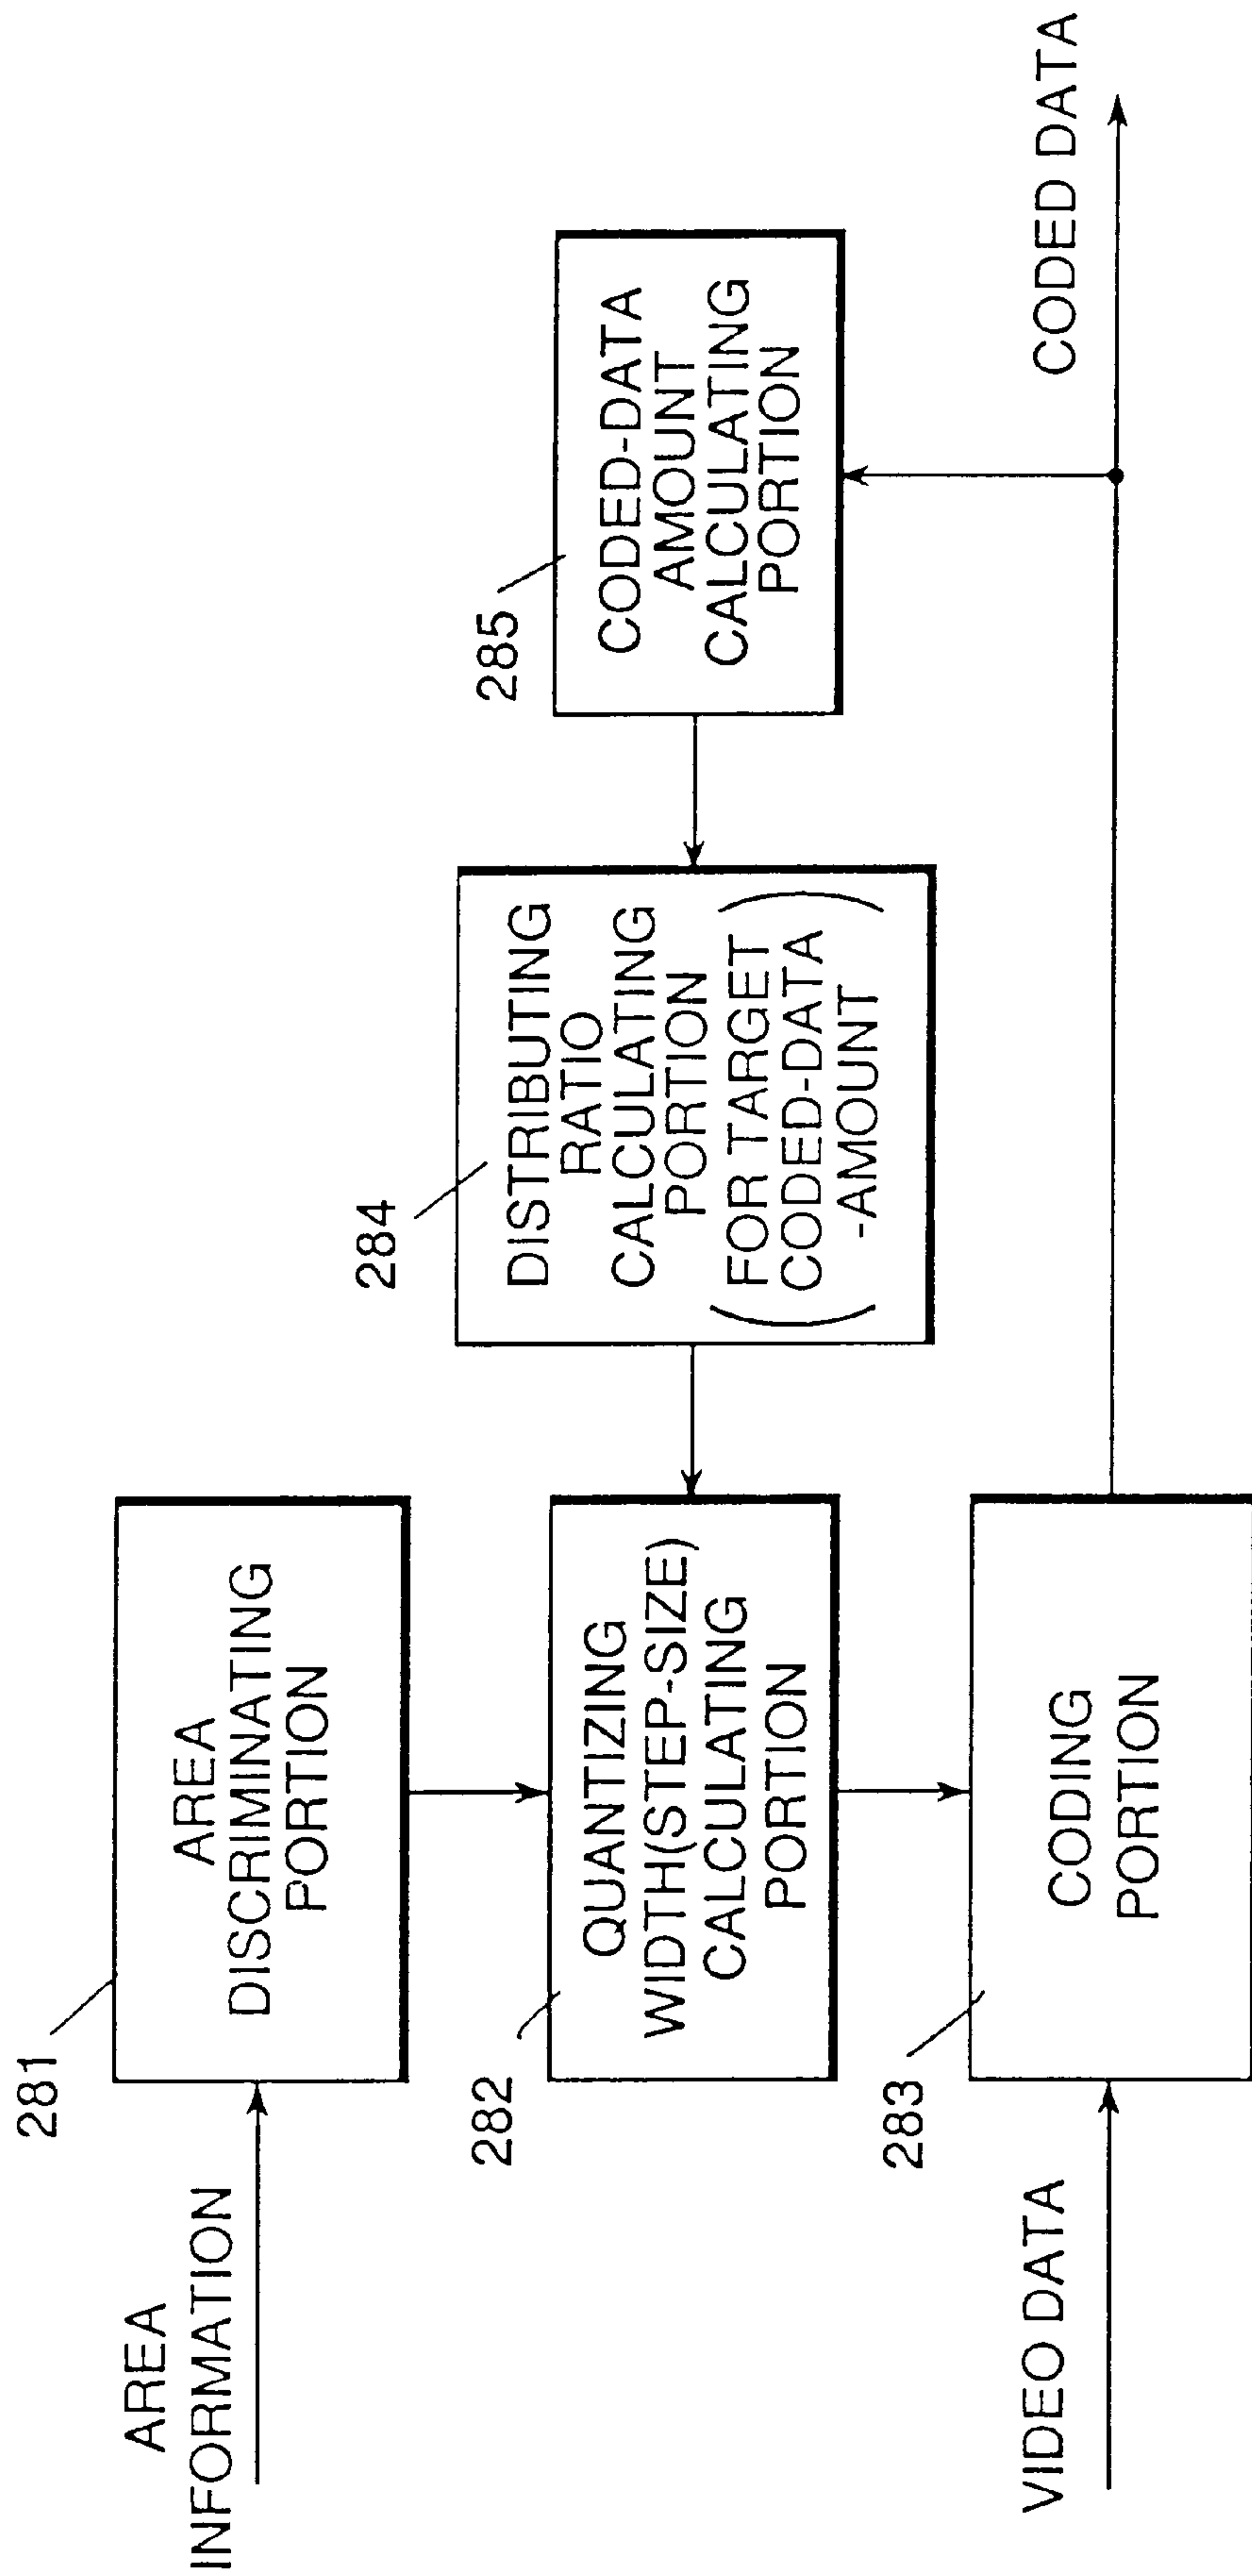 AREA
INFORMATION
281
AREA
DISCRIMINATING
PORTION
282
QUANTIZING
WIDTH(STEP-SIZE)
CALCULATING
PORTION
284
DISTRIBUTING
RATIO
CALCULATING
PORTION
(FOR TARGET
CODED-DATA
-AMOUNT)
285
CODED-DATA
AMOUNT
CALCULATING
PORTION
VIDEO DATA
283
CODING
PORTION
CODED DATA